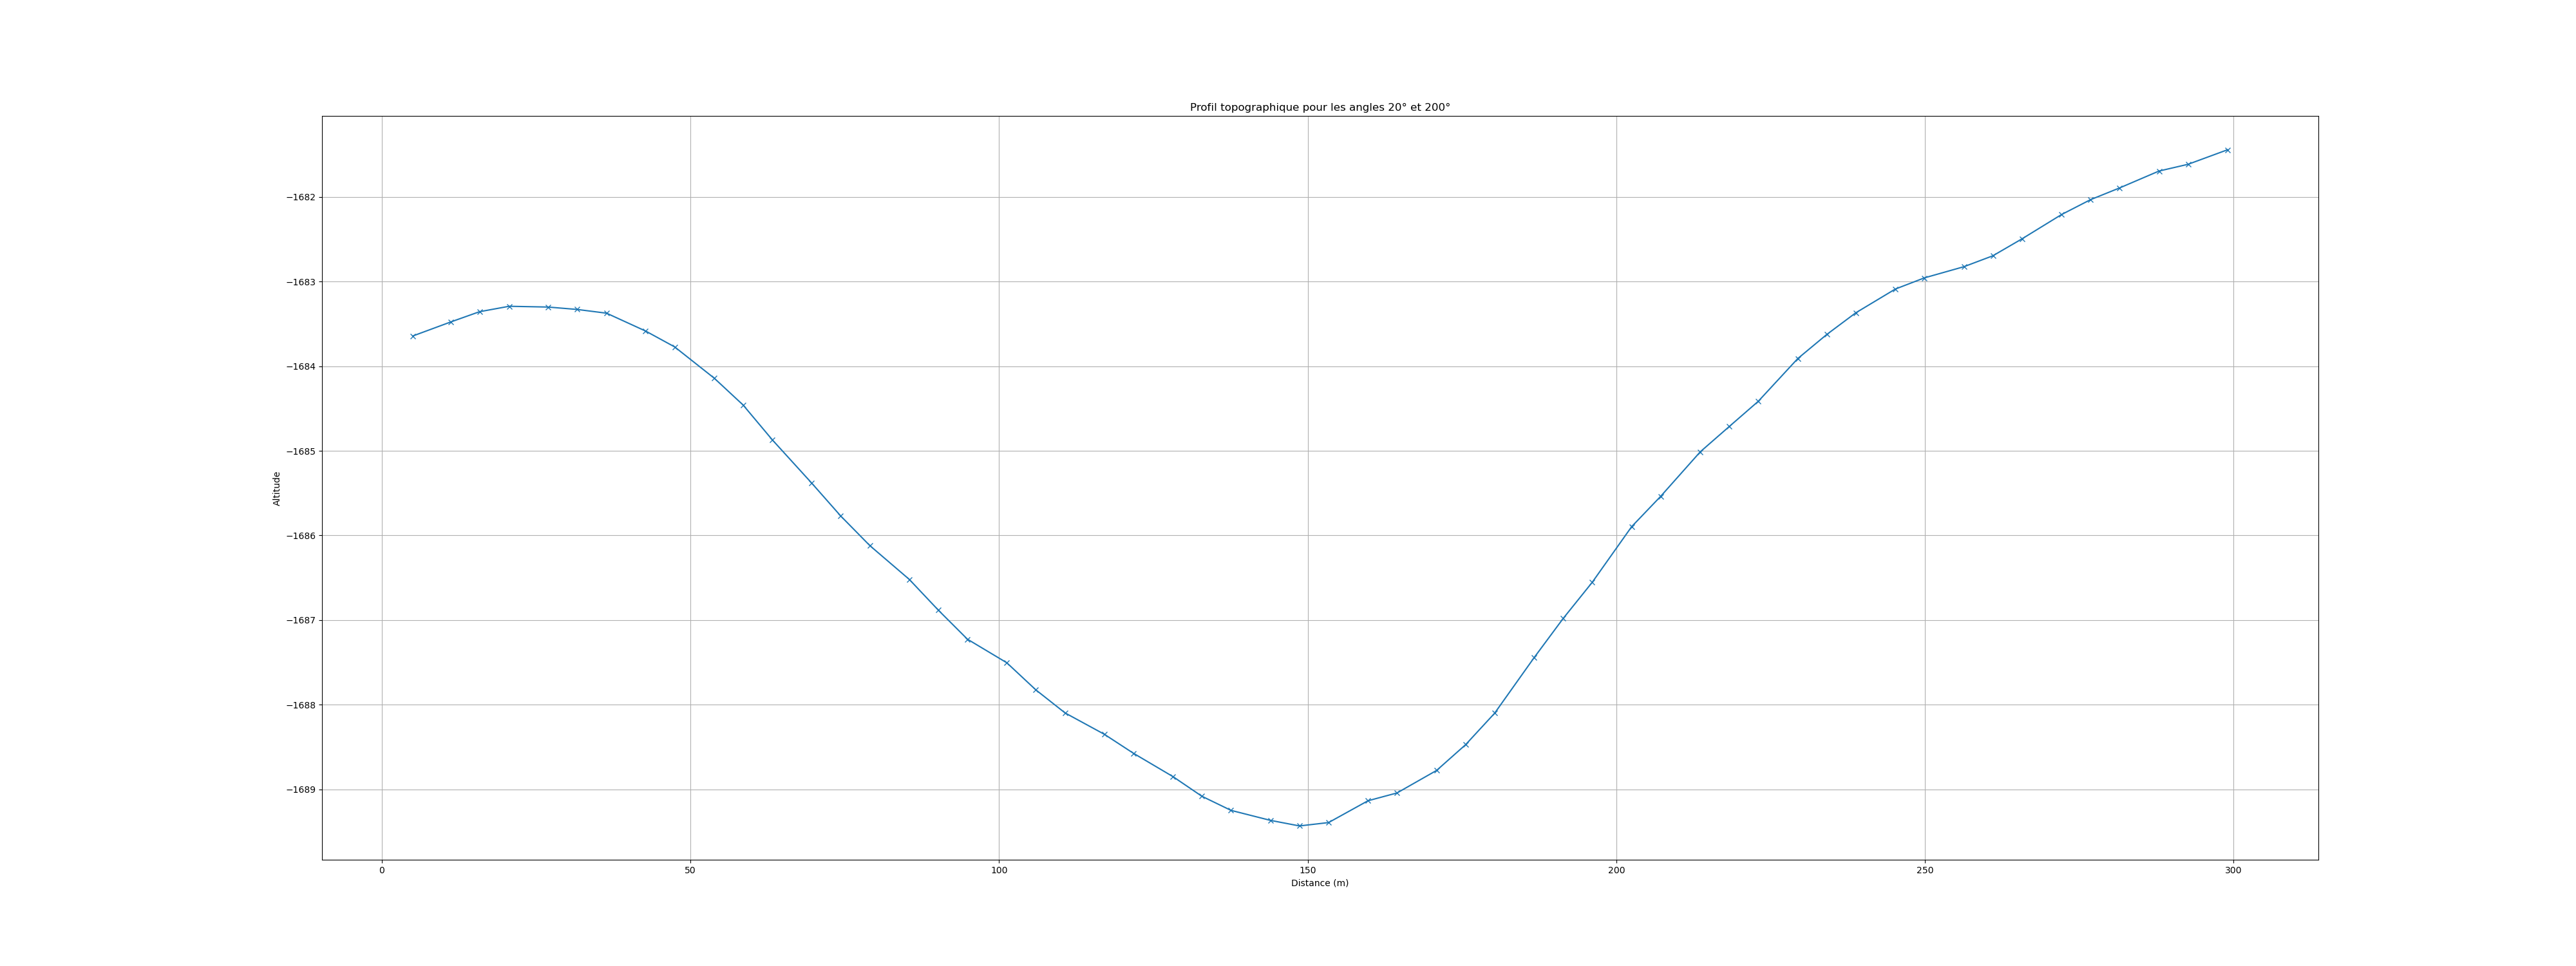 Profil topographique pour les angles 20° et 200°
Altitude
−1682
−1683
−1684
−1685
−1686
−1687
−1688
−1689
0 50 100 150 200 250 300
Distance (m)